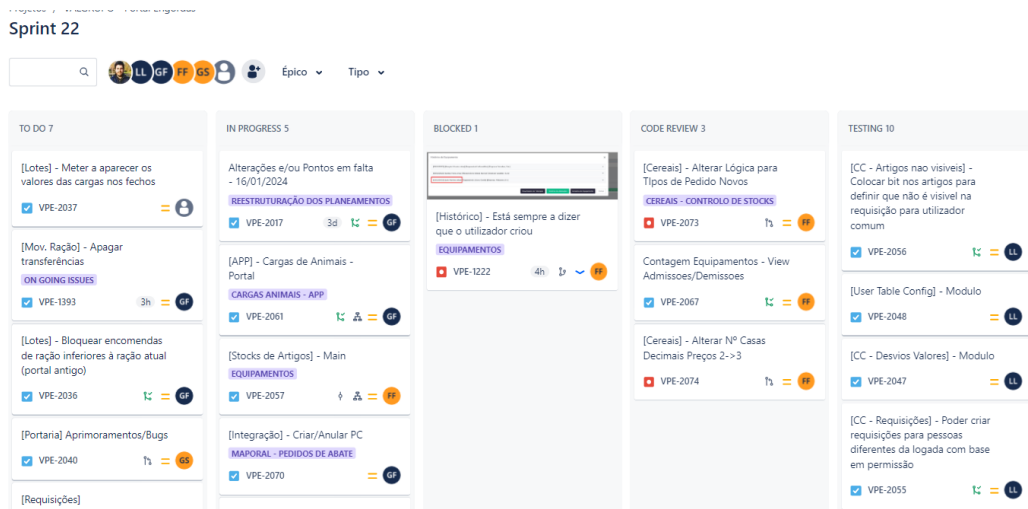 Sprint 22
LL GF FF GS
Épico
Tipo
TO DO 7
[Lotes] - Meter a aparecer os
valores das cargas nos fechos
VPE-2037
[Mov. Ração] - Apagar
transferências
ON GOING ISSUES
VPE-1393 3h GF
[Lotes] - Bloquear encomendas
de ração inferiores à ração atual
(portal antigo)
VPE-2036 GF
[Portaria] Aprimoramentos/Bugs
VPE-2040 GS
[Requisições]
IN PROGRESS 5
Alterações e/ou Pontos em falta
- 16/01/2024
REESTRUTURAÇÃO DOS PLANEAMENTOS
VPE-2017 3d GF
[APP] - Cargas de Animais -
Portal
CARGAS ANIMAIS - APP
VPE-2061 GF
[Stocks de Artigos] - Main
EQUIPAMENTOS
VPE-2057 FF
[Integração] - Criar/Anular PC
MAPORAL - PEDIDOS DE ABATE
VPE-2070 GF
BLOCKED 1
[Histórico] - Está sempre a dizer
que o utilizador criou
EQUIPAMENTOS
VPE-1222 4h FF
CODE REVIEW 3
[Cereais] - Alterar Lógica para
TIpos de Pedido Novos
CEREAIS - CONTROLO DE STOCKS
VPE-2073 FF
Contagem Equipamentos - View
Admissoes/Demissoes
VPE-2067 FF
[Cereais] - Alterar Nº Casas
Decimais Preços 2->3
VPE-2074 FF
TESTING 10
[CC - Artigos nao visiveis] -
Colocar bit nos artigos para
definir que não é visivel na
requisição para utilizador
comum
VPE-2056 LL
[User Table Config] - Modulo
VPE-2048 LL
[CC - Desvios Valores] - Modulo
VPE-2047 LL
[CC - Requisições] - Poder criar
requisições para pessoas
diferentes da logada com base
em permissão
VPE-2055 LL